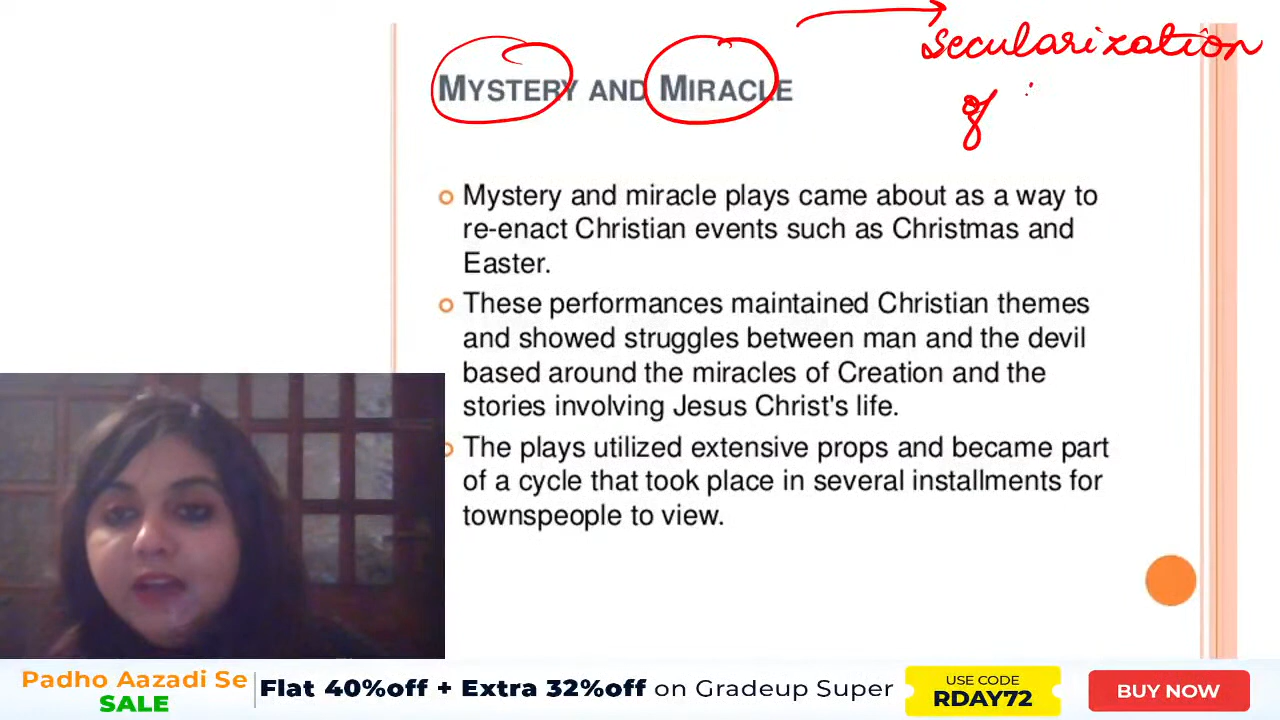 secularization
of
MYSTERY AND MIRACLE
Mystery and miracle plays came about as a way to
re-enact Christian events such as Christmas and
Easter.
These performances maintained Christian themes
and showed struggles between man and the devil
based around the miracles of Creation and the
stories involving Jesus Christ's life.
The plays utilized extensive props and became part
of a cycle that took place in several installments for
townspeople to view.
Padho Aazadi Se
SALE
Flat 40%off + Extra 32%off on Gradeup Super
USE CODE
RDAY72
BUY NOW